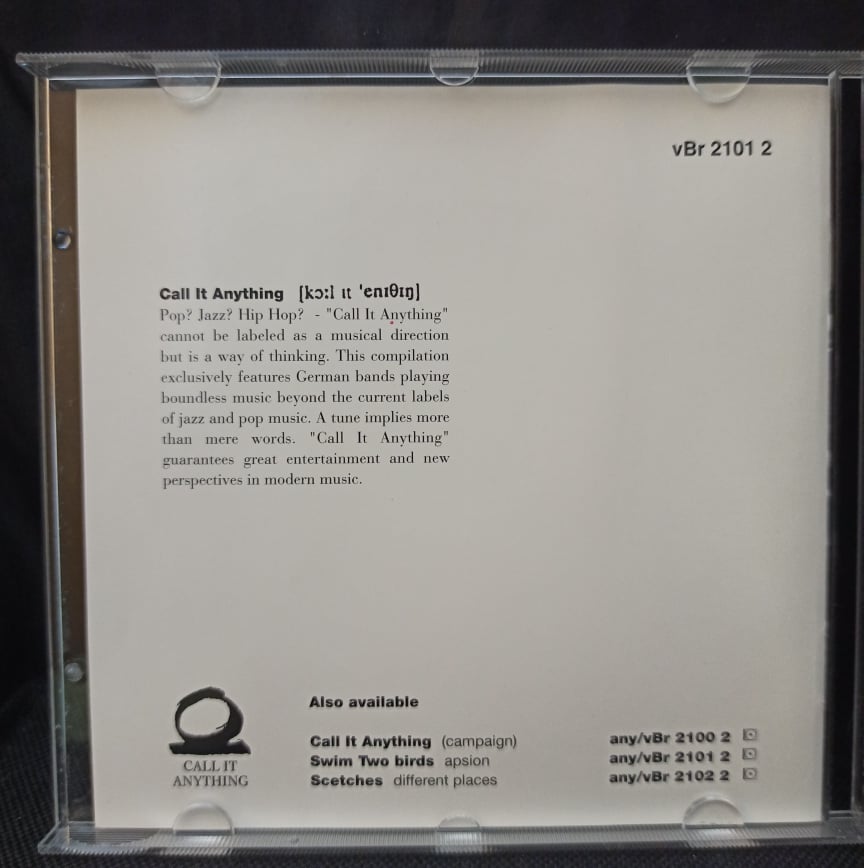 vBr 2101 2
Call It Anything [kɔ:l ɪt 'enɪθɪŋ]
Pop? Jazz? Hip Hop? - "Call It Anything"
cannot be labeled as a musical direction
but is a way of thinking. This compilation
exclusively features German bands playing
boundless music beyond the current labels
of jazz and pop music. A tune implies more
than mere words. "Call It Anything"
guarantees great entertainment and new
perspectives in modern music.
CALL IT
ANYTHING
Also available
Call It Anything (campaign) any/vBr 2100 2
Swim Two birds apsion any/vBr 2101 2
Scetches different places any/vBr 2102 2